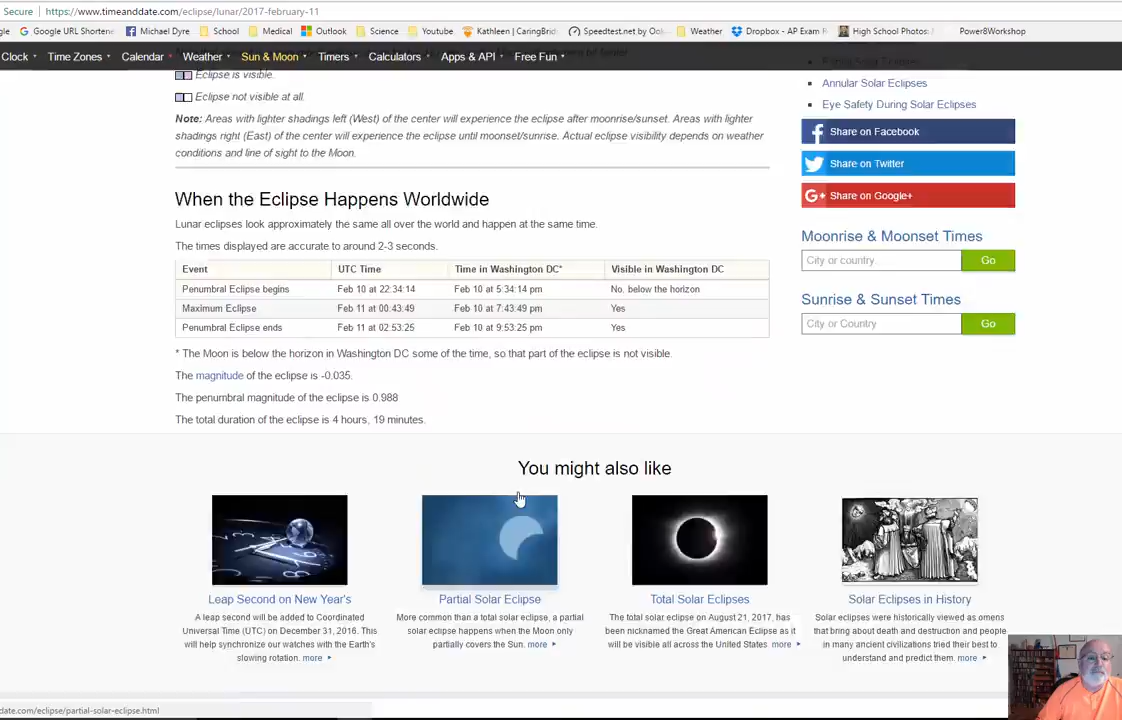 Secure https://www.timeanddate.com/eclipse/lunar/2017-february-11
gle Google URL Shortene Michael Dyre School Medical Outlook Science Youtube Kathleen | CaringBrid Speedtest.net by Ook Weather Dropbox - AP Exam F High School Photos: Power8Workshop
Clock Time Zones Calendar Weather Sun & Moon Timers Calculators Apps & API Free Fun
Eclipse is visible.
Eclipse not visible at all.
Note: Areas with lighter shadings left (West) of the center will experience the eclipse after moonrise/sunset. Areas with lighter
shadings right (East) of the center will experience the eclipse until moonset/sunrise. Actual eclipse visibility depends on weather
conditions and line of sight to the Moon.
When the Eclipse Happens Worldwide
Lunar eclipses look approximately the same all over the world and happen at the same time.
The times displayed are accurate to around 2-3 seconds.
Event UTC Time Time in Washington DC* Visible in Washington DC
Penumbral Eclipse begins Feb 10 at 22:34:14 Feb 10 at 5:34:14 pm No, below the horizon
Maximum Eclipse Feb 11 at 00:43:49 Feb 10 at 7:43:49 pm Yes
Penumbral Eclipse ends Feb 11 at 02:53:25 Feb 10 at 9:53:25 pm Yes
* The Moon is below the horizon in Washington DC some of the time, so that part of the eclipse is not visible.
The magnitude of the eclipse is -0.035.
The penumbral magnitude of the eclipse is 0.988
The total duration of the eclipse is 4 hours, 19 minutes.
Annular Solar Eclipses
Eye Safety During Solar Eclipses
Share on Facebook
Share on Twitter
G+ Share on Google+
Moonrise & Moonset Times
City or country. Go
Sunrise & Sunset Times
City or Country Go
You might also like
Leap Second on New Year's
A leap second will be added to Coordinated
Universal Time (UTC) on December 31, 2016. This
will help synchronize our watches with the Earth's
slowing rotation. more
Partial Solar Eclipse
More common than a total solar eclipse, a partial
solar eclipse happens when the Moon only
partially covers the Sun. more
Total Solar Eclipses
The total solar eclipse on August 21, 2017, has
been nicknamed the Great American Eclipse as it
will be visible all across the United States more
Solar Eclipses in History
Solar eclipses were historically viewed as omens
that bring about death and destruction and people
in many ancient civilizations tried their best to
understand and predict them. more
date.com/eclipse/partial-solar-eclipse.html